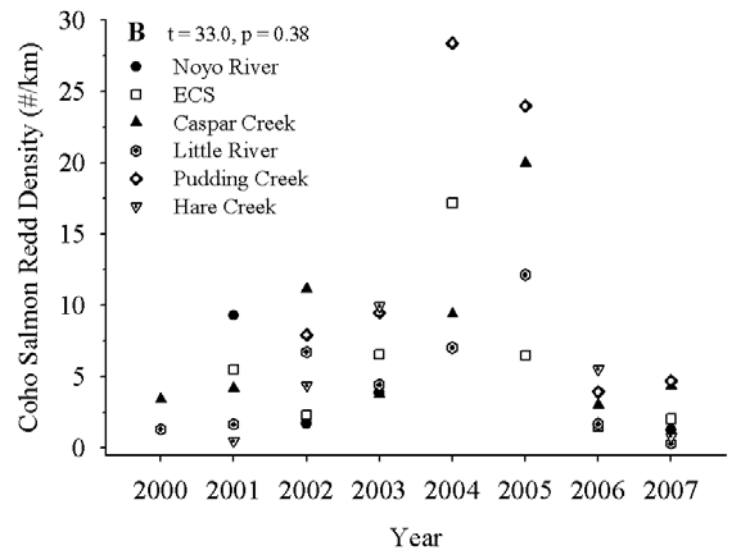 B t = 33.0, p = 0.38
Noyo River
ECS
Caspar Creek
Little River
Pudding Creek
Hare Creek
Coho Salmon Redd Density (#/km)
30
25
20
15
10
5
0
2000 2001 2002 2003 2004 2005 2006 2007
Year